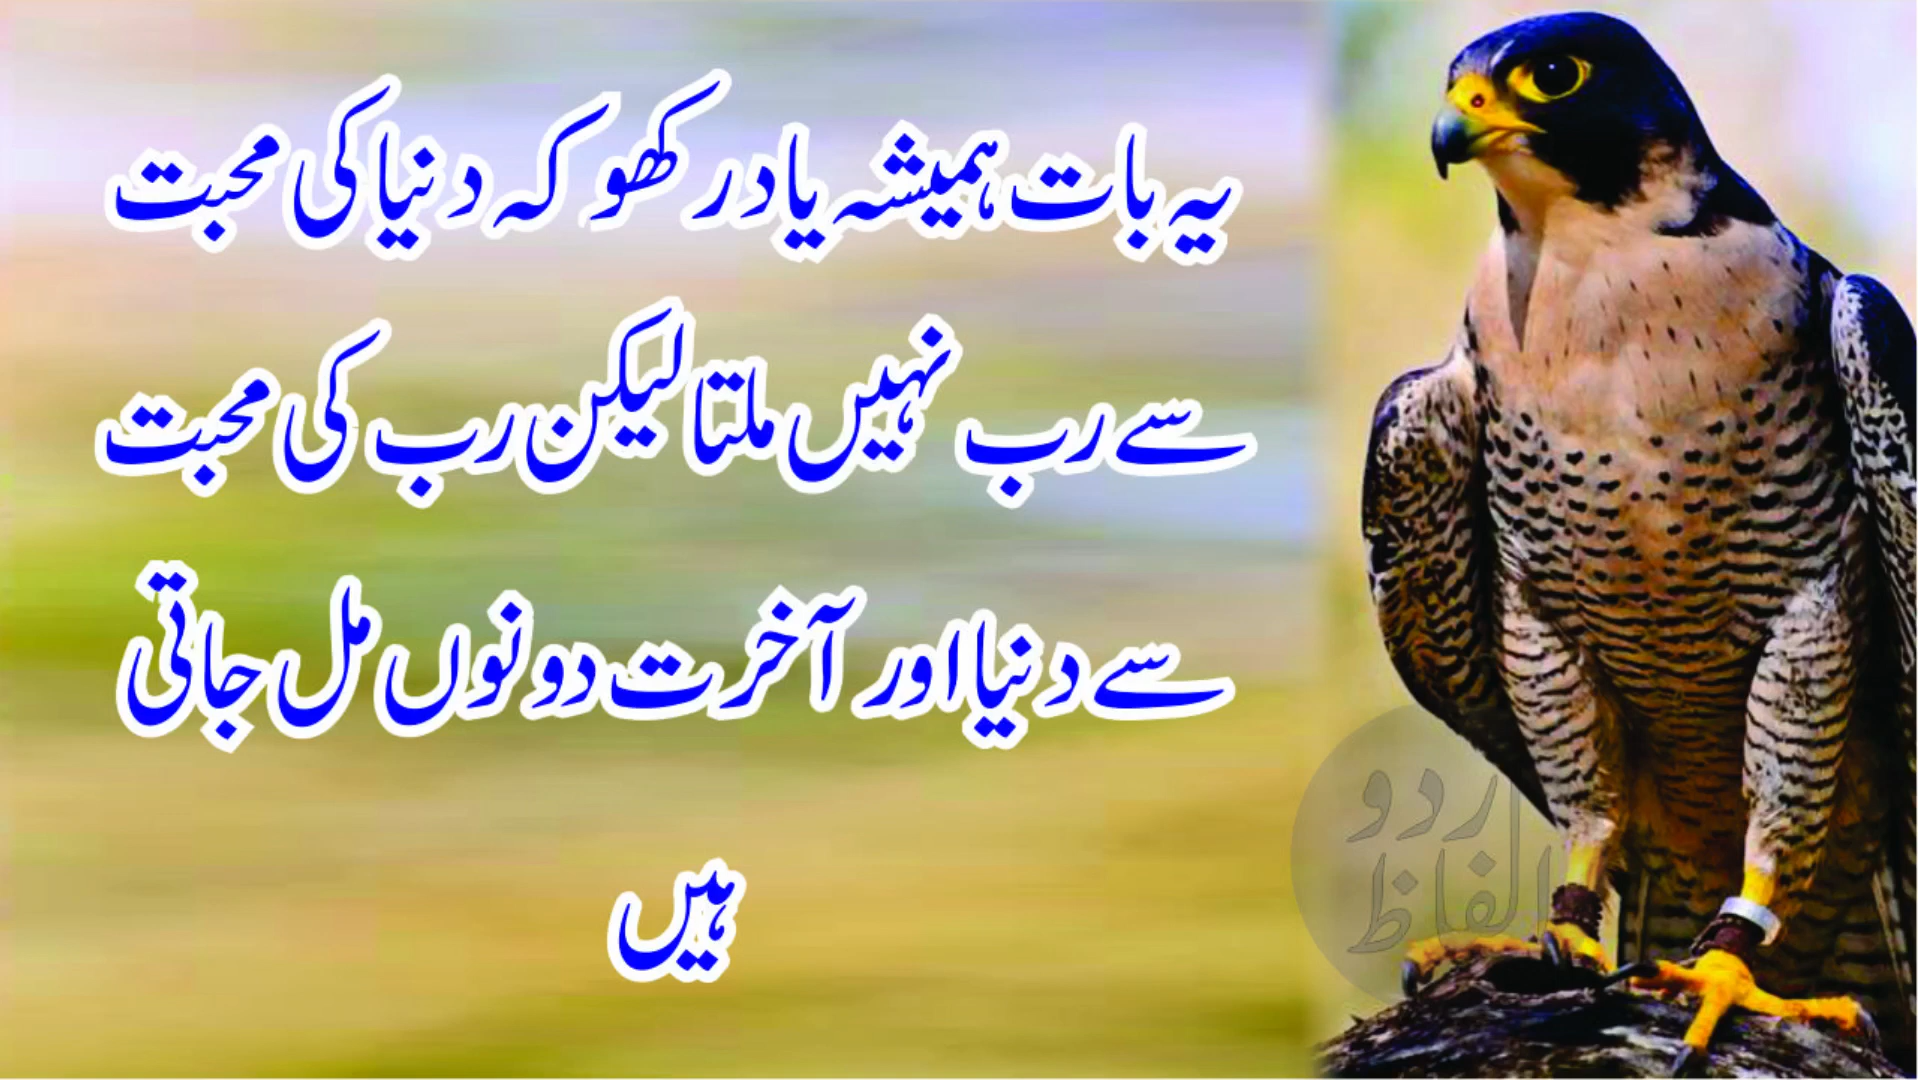 یہ بات ہمیشہ یاد رکھو کہ دنیا کی محبت
سے رب نہیں ملتا لیکن رب کی محبت
سے دنیا اور آخرت دونوں مل جاتی
ہیں
اردو
الفاظ